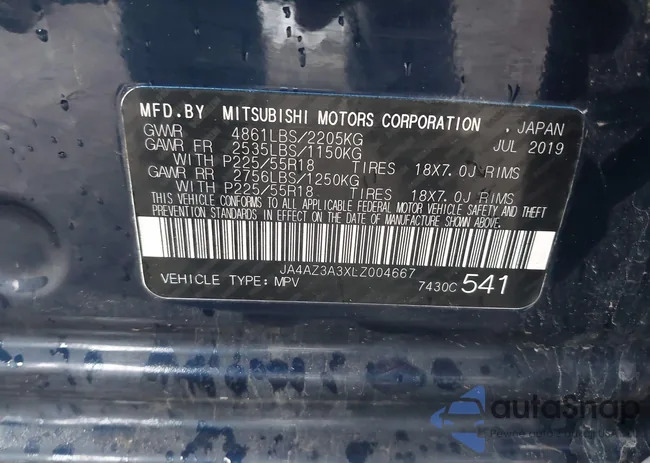 MFD.BY MITSUBISHI MOTORS CORPORATION , JAPAN
GVWR 4861LBS/2205KG JUL 2019
GAWR FR 2535LBS/1150KG
WITH P225/55R18 TIRES 18X7.0J RIMS
GAWR RR 2756LBS/1250KG
WITH P225/55R18 TIRES 18X7.0J RIMS
THIS VEHICLE CONFORMS TO ALL APPLICABLE FEDERAL MOTOR VEHICLE SAFETY AND THEFT
PREVENTION STANDARDS IN EFFECT ON THE DATE OF MANUFACTURE SHOWN ABOVE.
JA4AZ3A3XLZ004667
VEHICLE TYPE: MPV 7430C 541
autaSnap